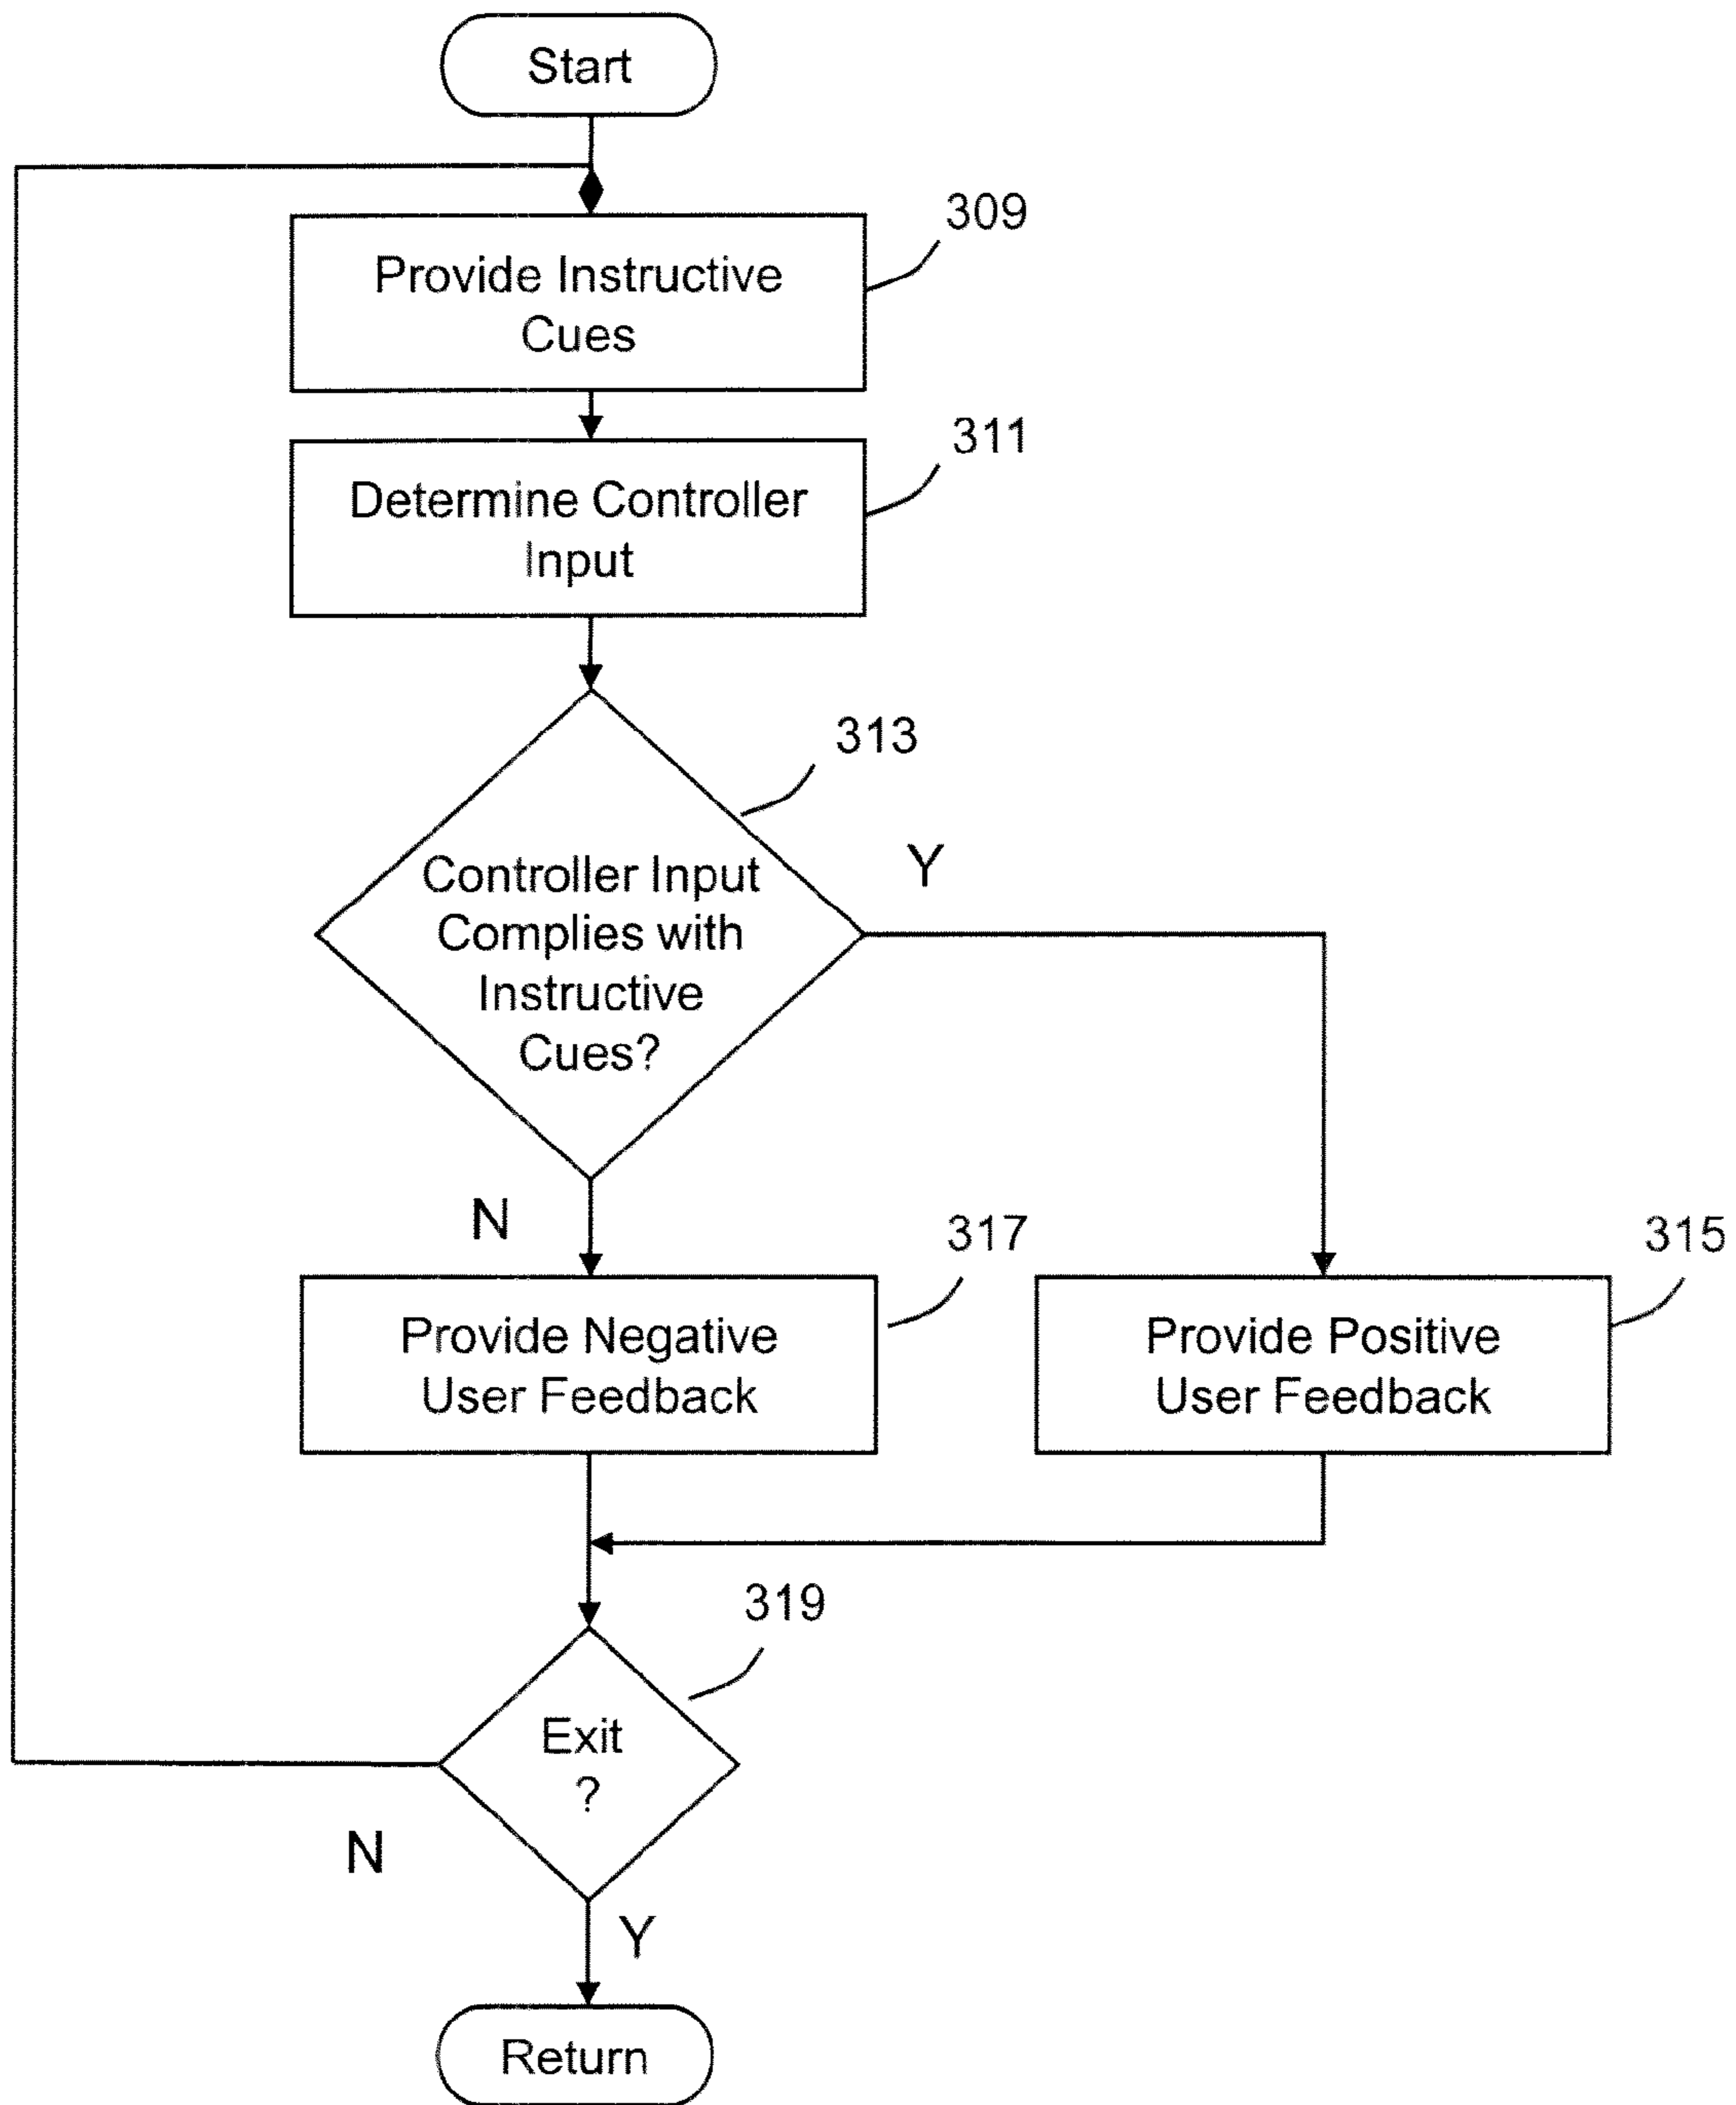 Start
309
Provide Instructive
Cues
311
Determine Controller
Input
313
Controller Input
Complies with
Instructive
Cues?
Y
N
317
315
Provide Negative
User Feedback
Provide Positive
User Feedback
319
Exit
?
N
Y
Return